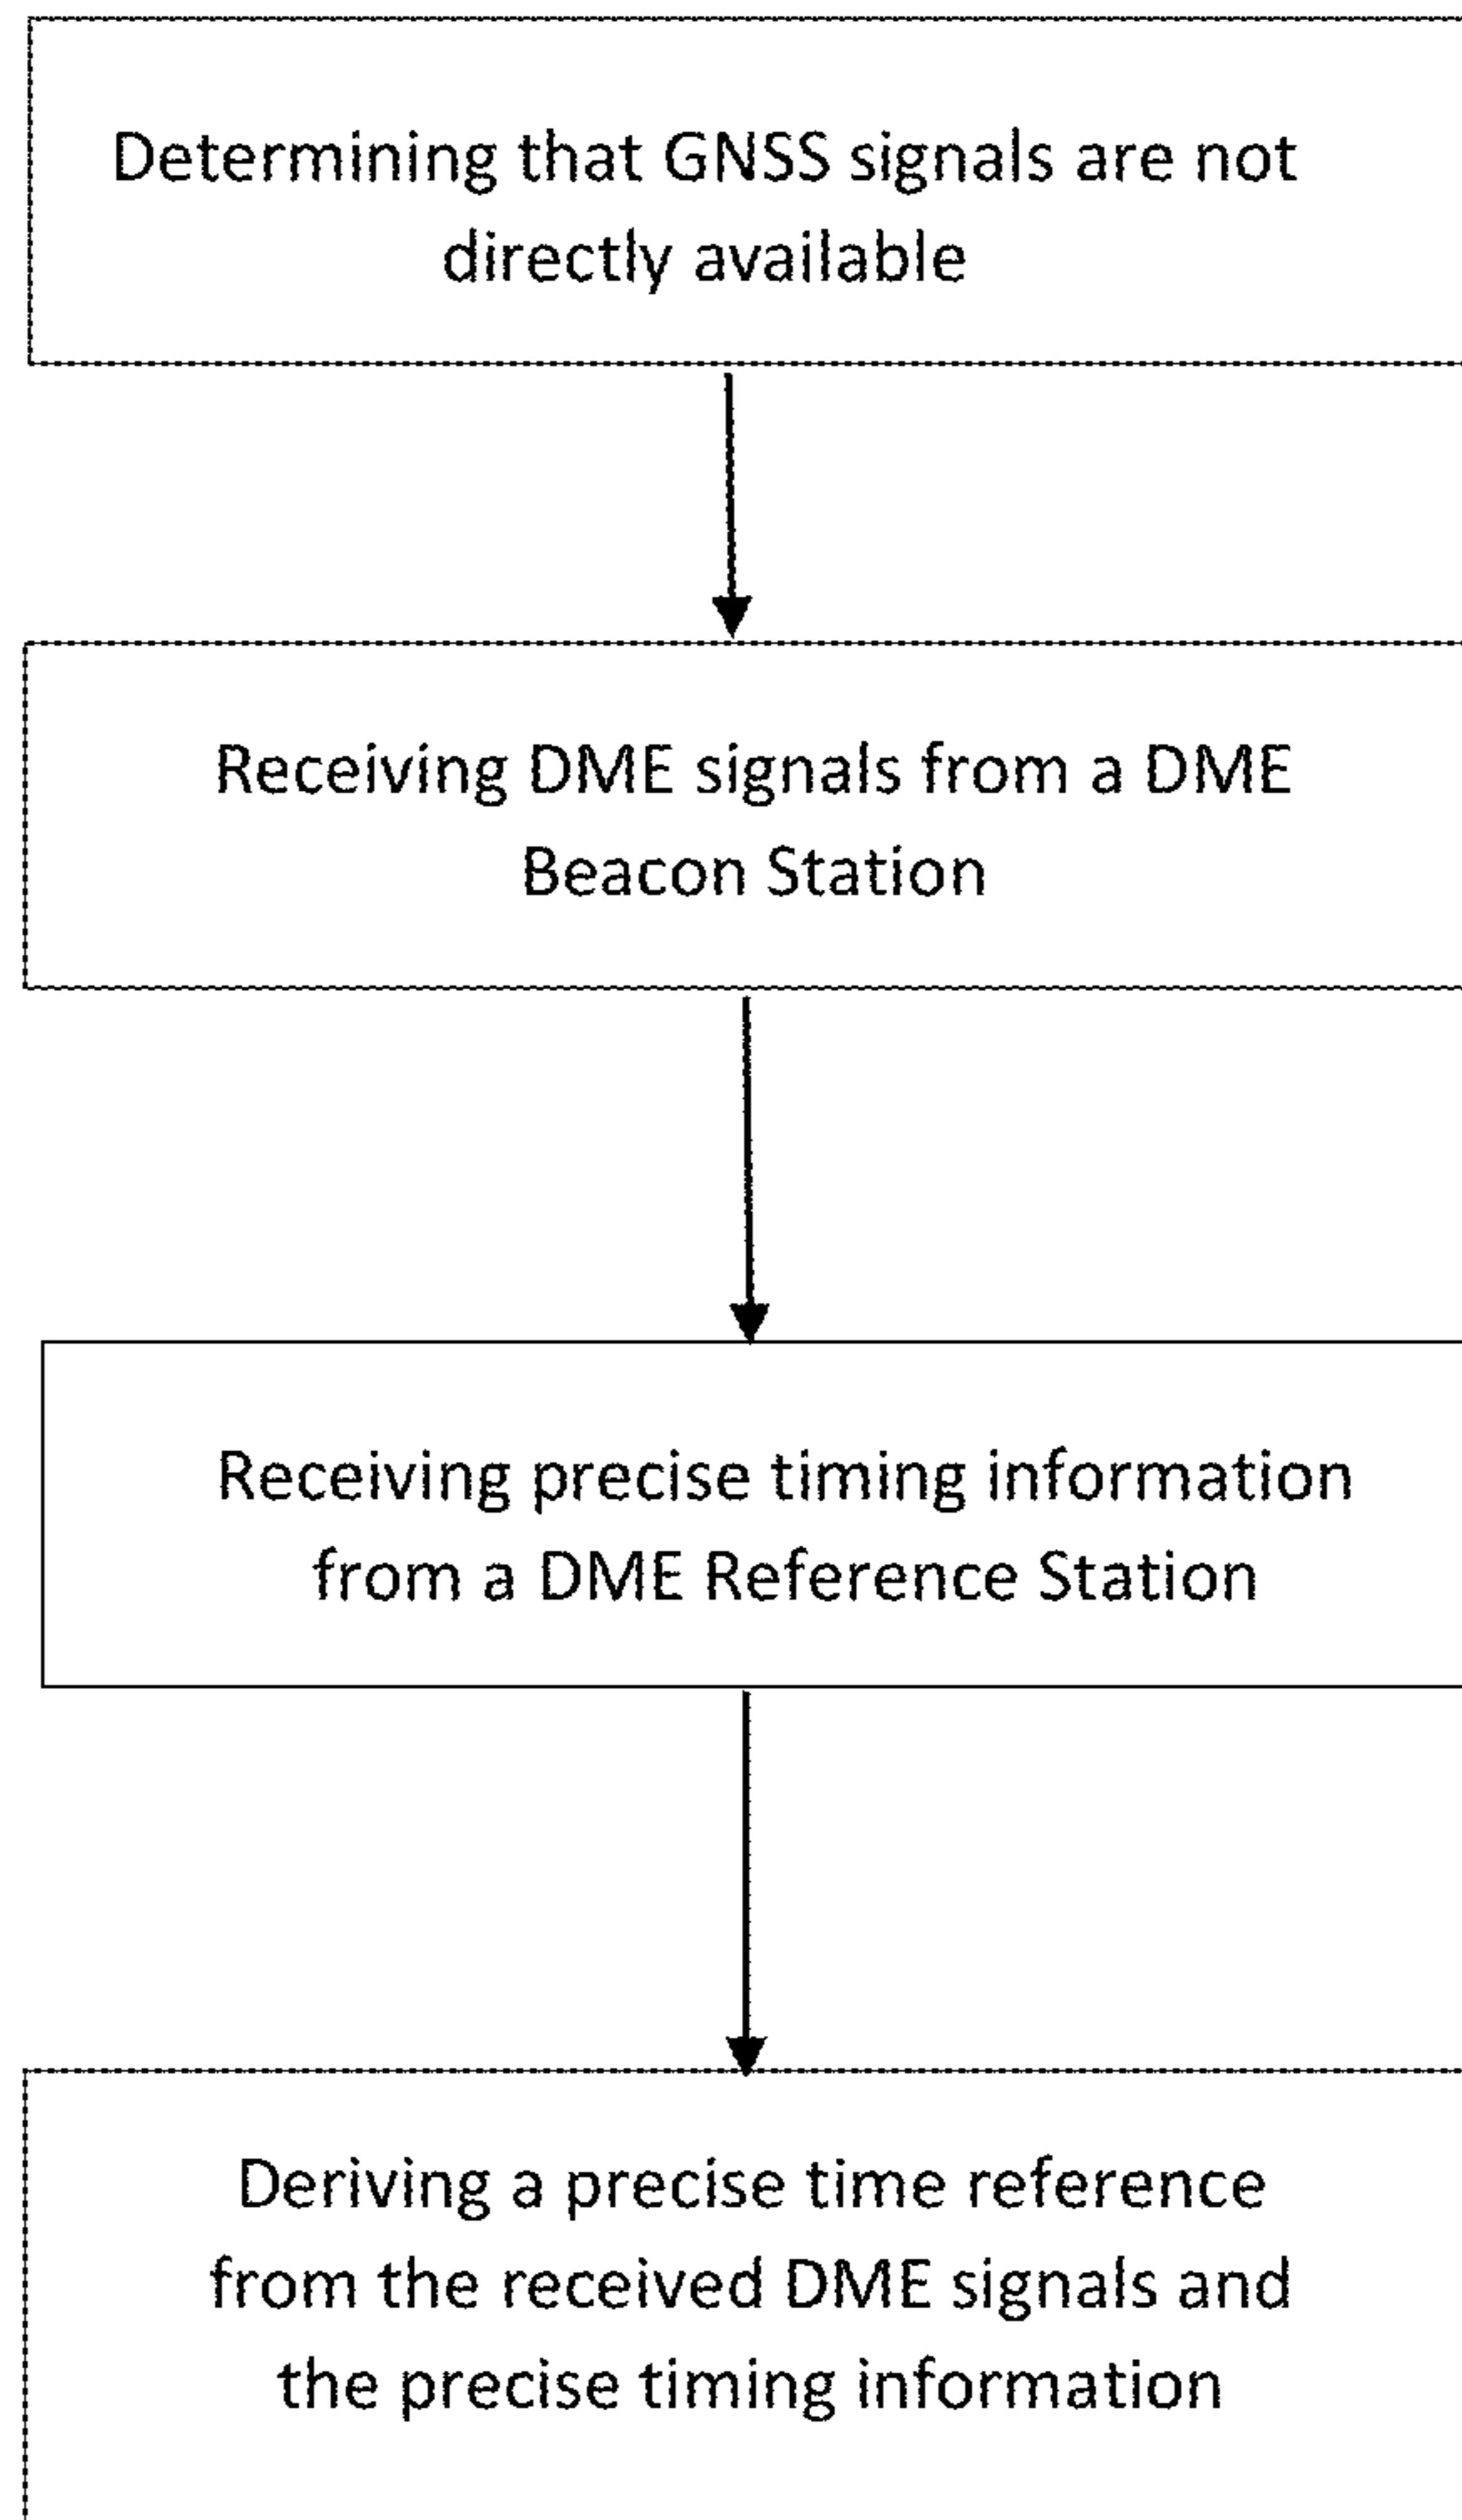 Determining that GNSS signals are not
directly available
Receiving DME signals from a DME
Beacon Station
Receiving precise timing information
from a DME Reference Station
Deriving a precise time reference
from the received DME signals and
the precise timing information